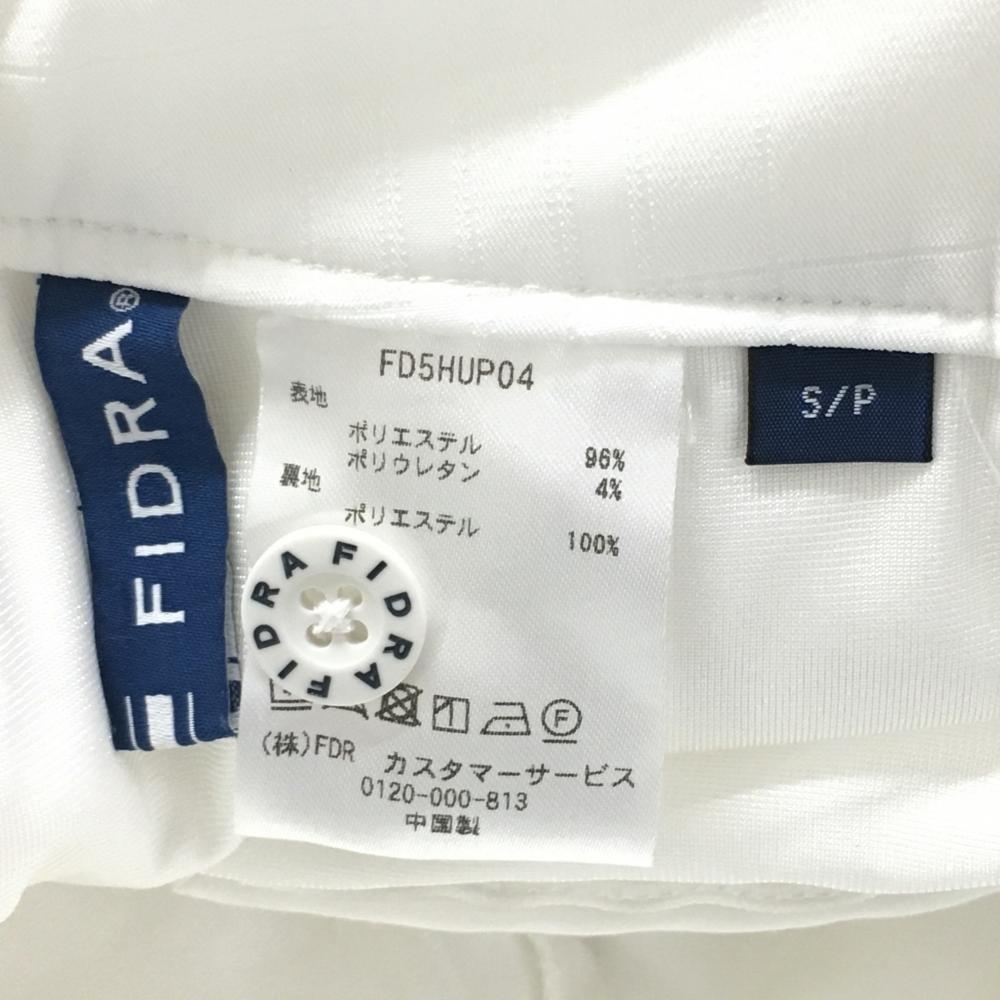 FIDRA®
FD5HUP04
表地
ポリエステル 96%
ポリウレタン 4%
裏地
ポリエステル 100%
FIDRA FIDRA
F
(株)FDR カスタマーサービス
0120-000-813
中国製
S/P